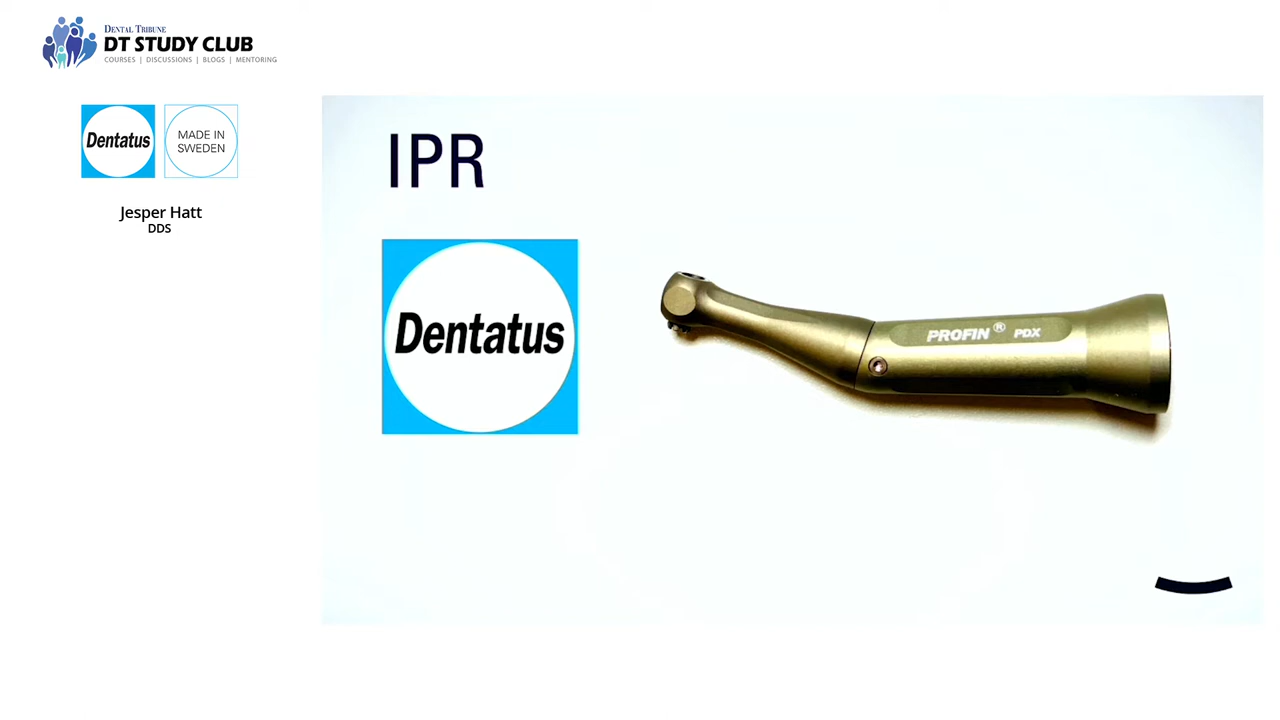 DENTAL TRIBUNE
DT STUDY CLUB
COURSES | DISCUSSIONS | BLOGS | MENTORING
Dentatus
MADE IN
SWEDEN
Jesper Hatt
DDS
IPR
Dentatus
PROFIN® PDX